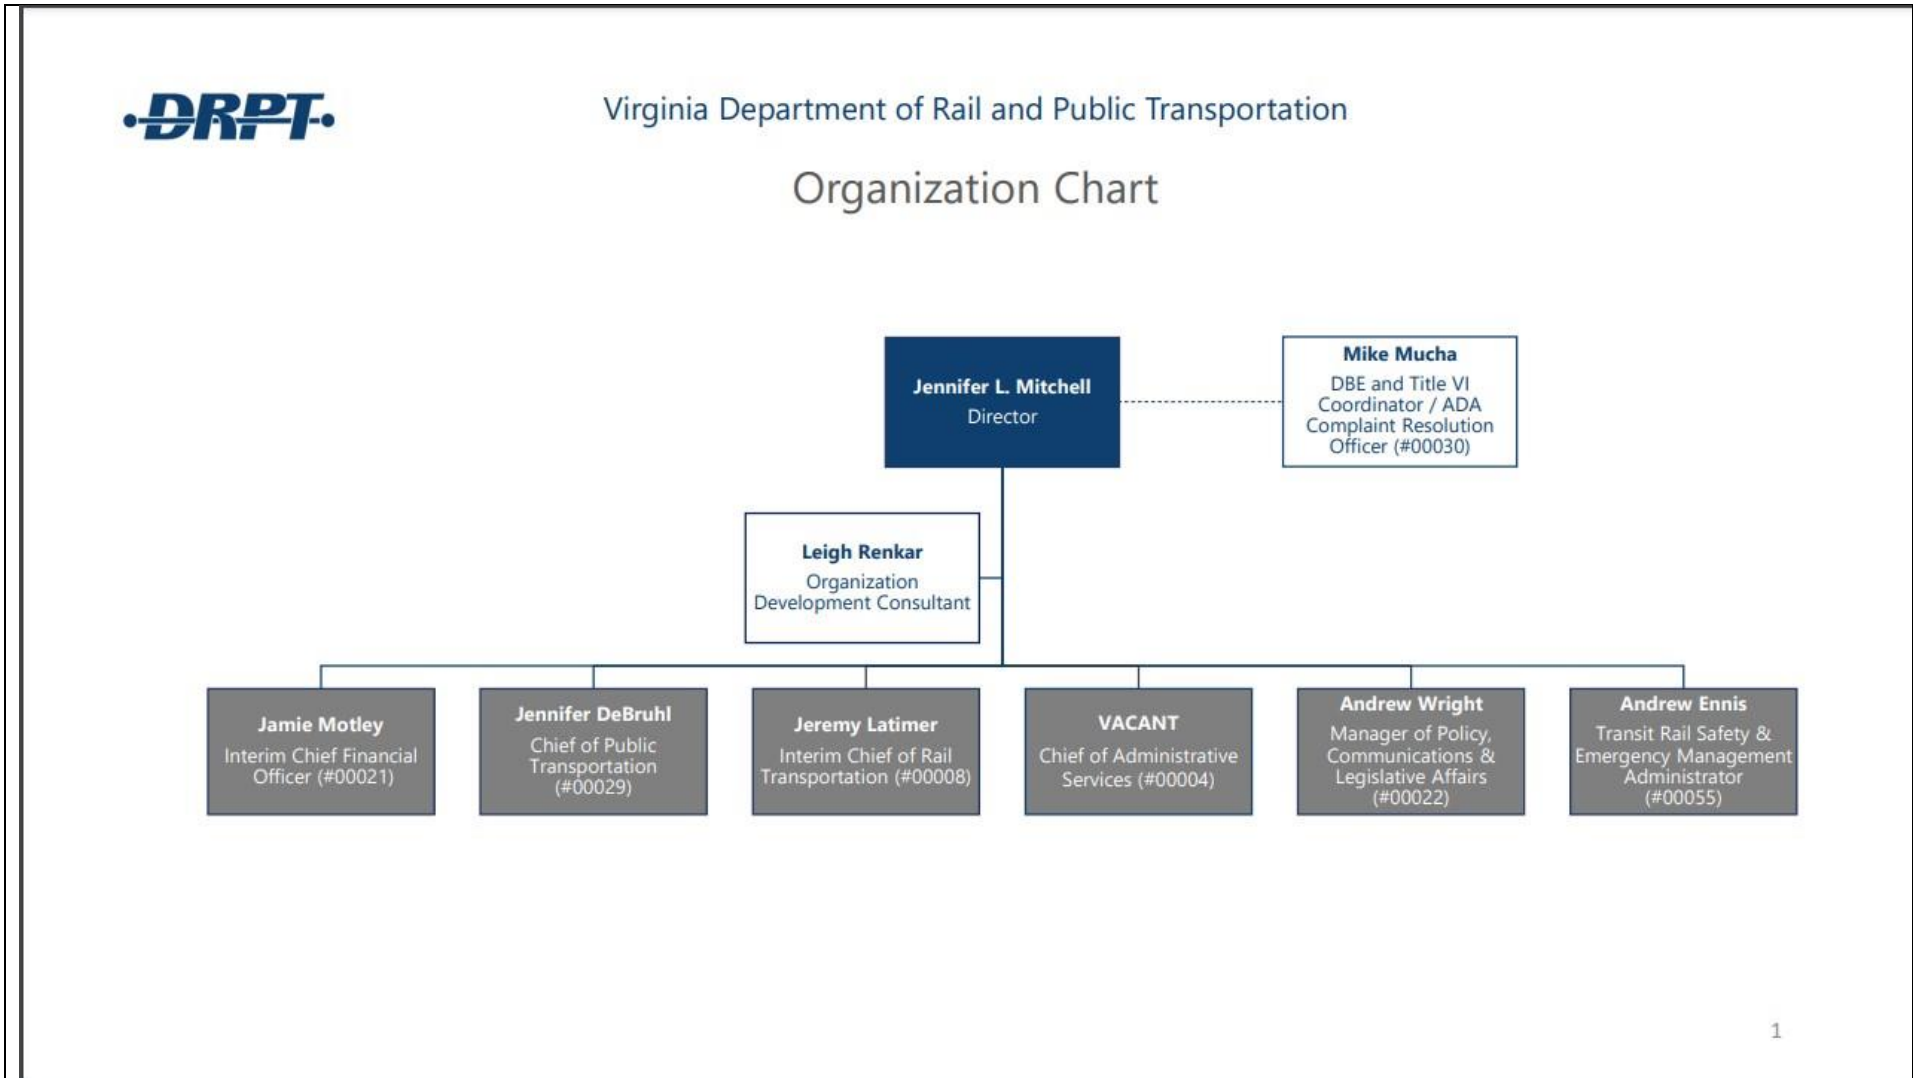 DRPT
Virginia Department of Rail and Public Transportation
Organization Chart
Jennifer L. Mitchell
Director
Mike Mucha
DBE and Title VI
Coordinator / ADA
Complaint Resolution
Officer (#00030)
Leigh Renkar
Organization
Development Consultant
Jamie Motley
Interim Chief Financial
Officer (#00021)
Jennifer DeBruhl
Chief of Public
Transportation
(#00029)
Jeremy Latimer
Interim Chief of Rail
Transportation (#00008)
VACANT
Chief of Administrative
Services (#00004)
Andrew Wright
Manager of Policy,
Communications &
Legislative Affairs
(#00022)
Andrew Ennis
Transit Rail Safety &
Emergency Management
Administrator
(#00055)
1